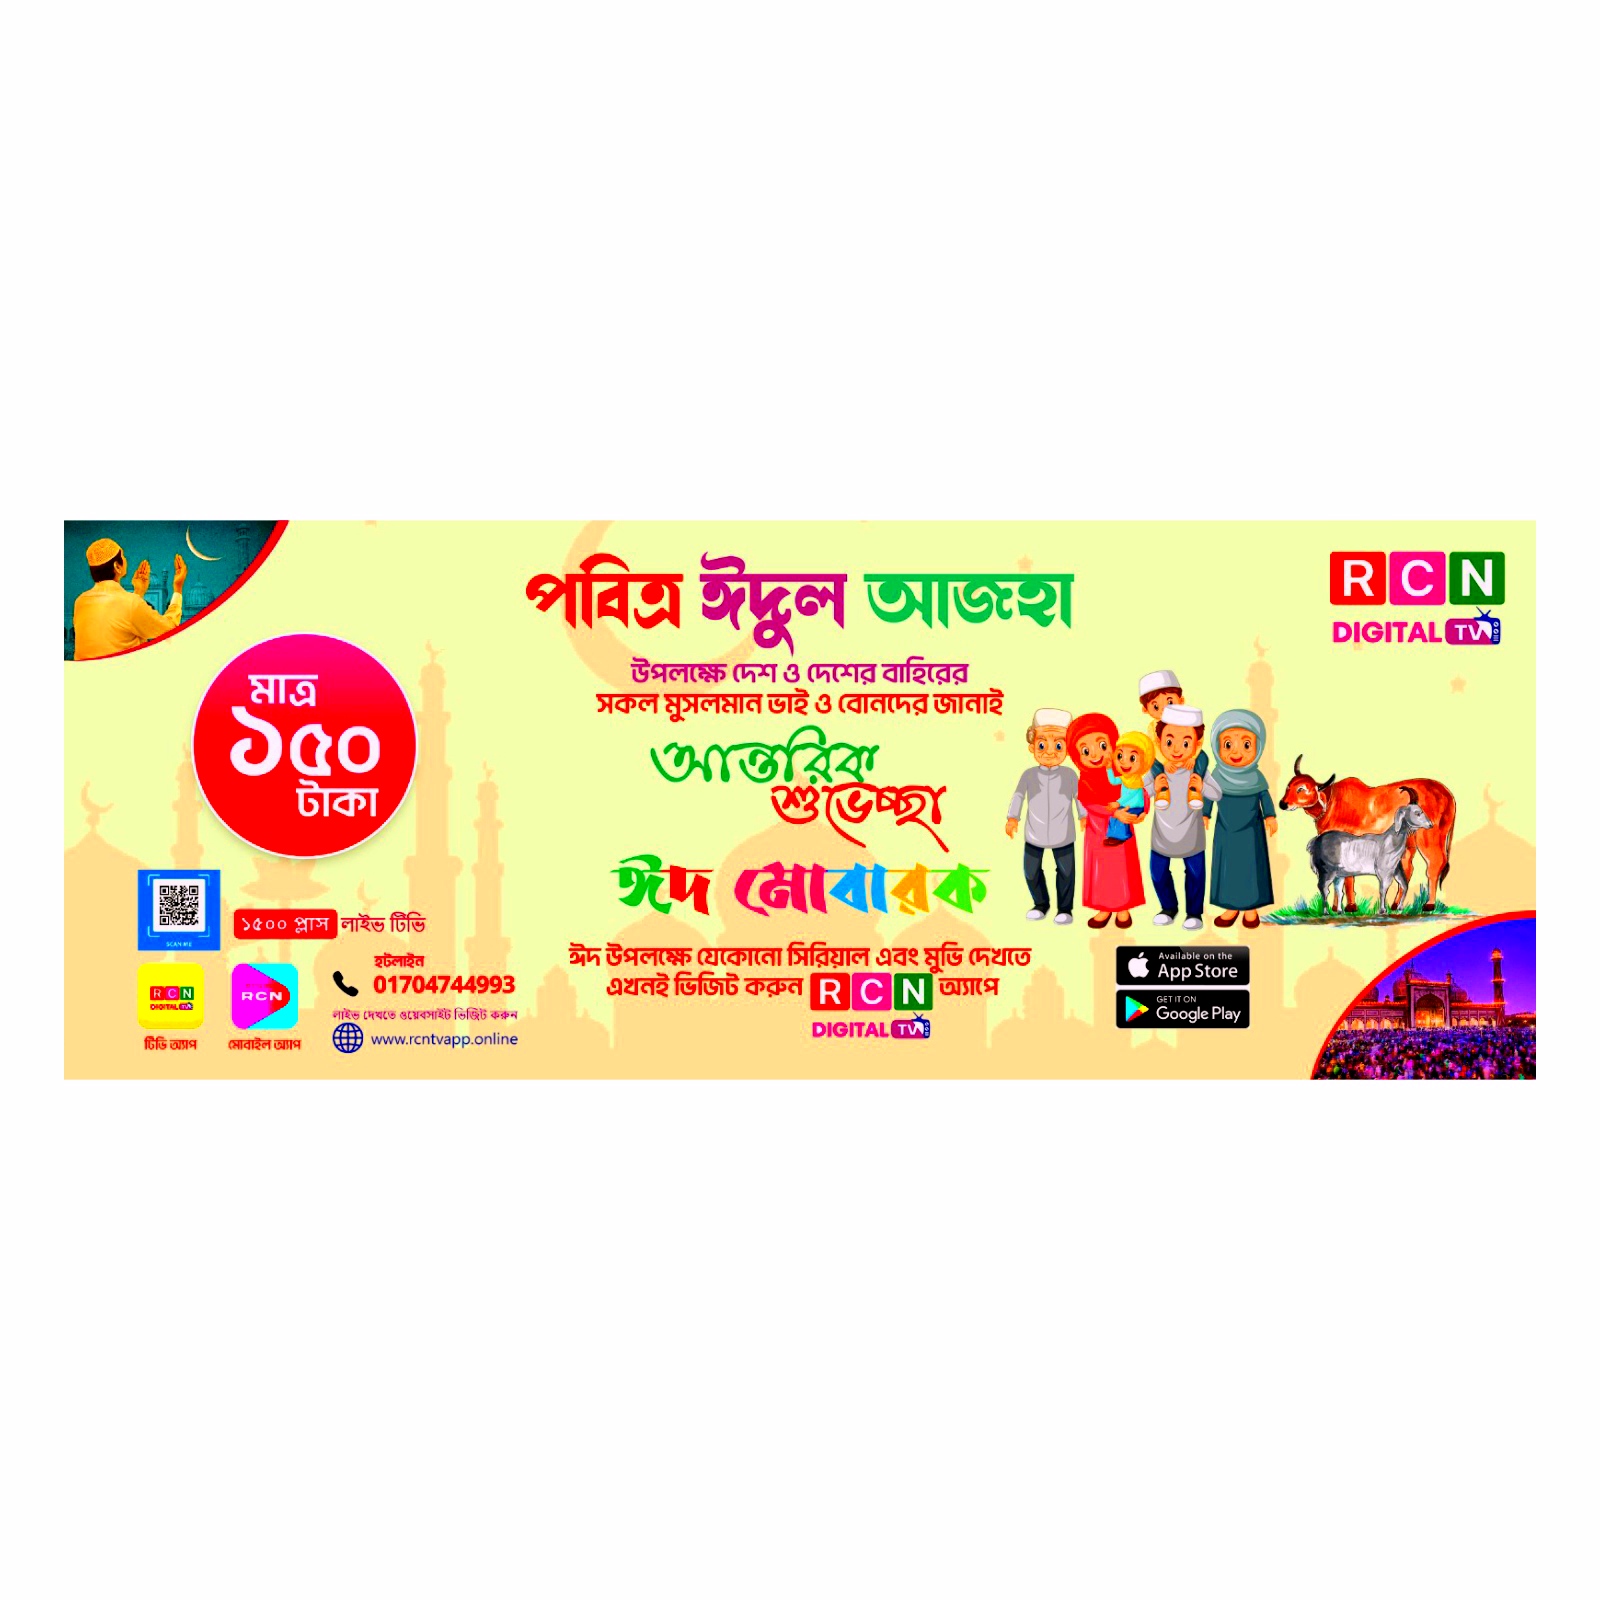 পবিত্র ঈদুল আজহা
উপলক্ষে দেশ ও দেশের বাহিরের
সকল মুসলমান ভাই ও বোনদের জানাই
আন্তরিক
শুভেচ্ছা
ঈদ মোবারক
ঈদ উপলক্ষে যেকোনো সিরিয়াল এবং মুভি দেখতে
এখনই ভিজিট করুন RCN অ্যাপে
DIGITAL TV
RCN
DIGITAL TV
মাত্র
১৫০
টাকা
SCAN ME
১৫০০ প্লাস লাইভ টিভি
হটলাইন
01704744993
লাইভ দেখতে ওয়েবসাইট ভিজিট করুন
www.rcntvapp.online
RCN
DIGITAL TV
টিভি অ্যাপ
RCN
মোবাইল অ্যাপ
Available on the
App Store
GET IT ON
Google Play